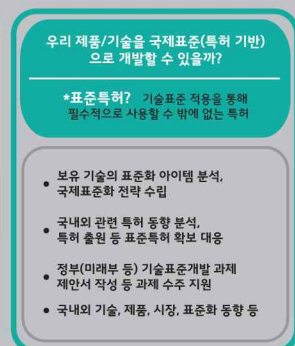 우리 제품/기술을 국제표준(특허 기반)
으로 개발할 수 있을까?
*표준특허? 기술표준 적용을 통해
필수적으로 사용할 수 밖에 없는 특허
• 보유 기술의 표준화 아이템 분석,
국제표준화 전략 수립
• 국내외 관련 특허 동향 분석,
특허 출원 등 표준특허 확보 대응
• 정부(미래부 등) 기술표준개발 과제
제안서 작성 등 과제 수주 지원
• 국내외 기술, 제품, 시장, 표준화 동향 등